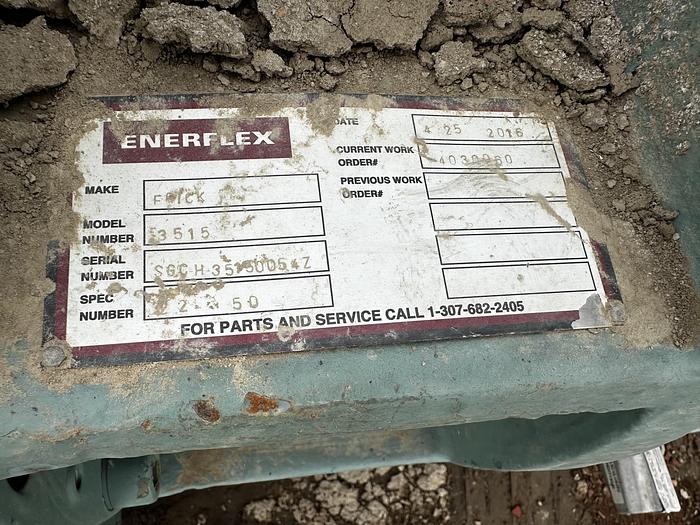 ENERFLEX
DATE 4 25 2016
CURRENT WORK
ORDER#
PREVIOUS WORK
ORDER#
MAKE FRICK
MODEL
NUMBER 3515
SERIAL
NUMBER
SPEC
NUMBER
FOR PARTS AND SERVICE CALL 1-307-682-2405